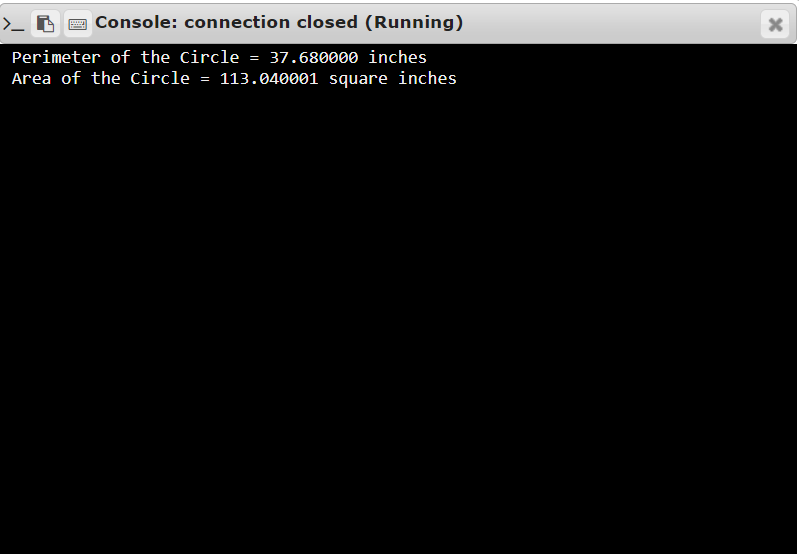 >_ Console: connection closed (Running)
Perimeter of the Circle = 37.680000 inches
Area of the Circle = 113.040001 square inches